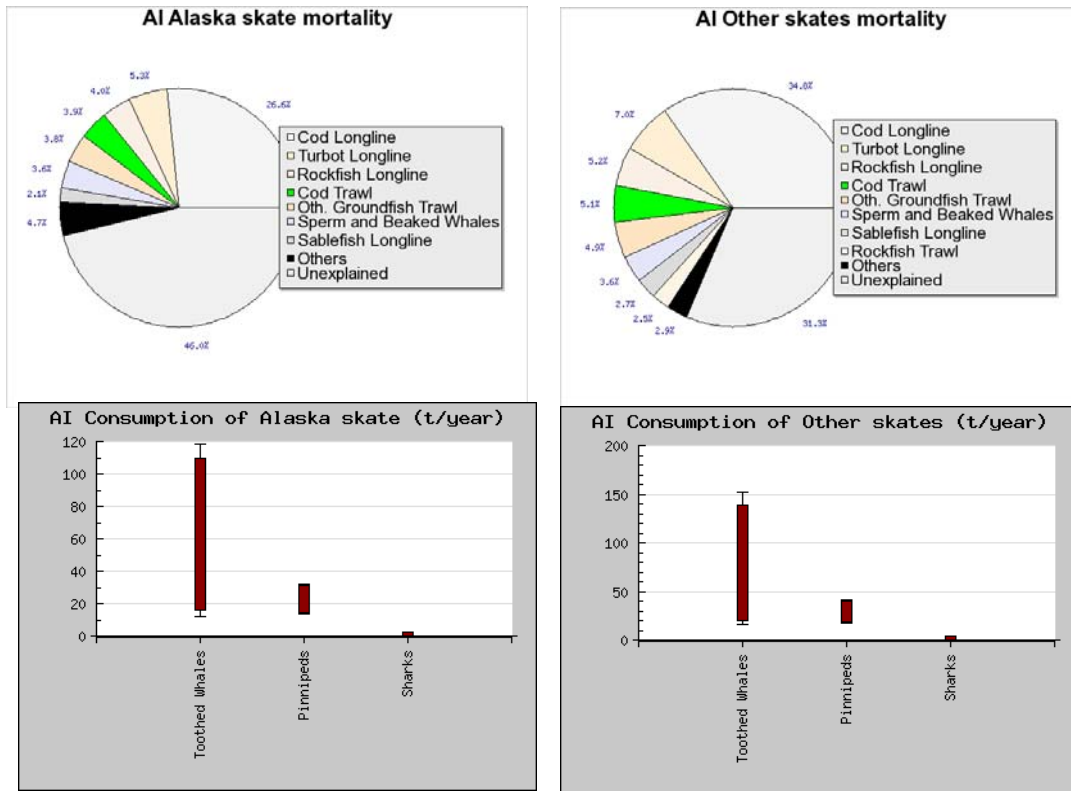 AI Alaska skate mortality
5.3%
4.0%
3.9%
3.8%
3.6%
2.1%
4.7%
26.6%
46.0%
Cod Longline
Turbot Longline
Rockfish Longline
Cod Trawl
Oth. Groundfish Trawl
Sperm and Beaked Whales
Sablefish Longline
Others
Unexplained
AI Other skates mortality
34.8%
7.0%
5.2%
5.1%
4.9%
3.6%
2.7%
2.5%
2.9%
31.3%
Cod Longline
Turbot Longline
Rockfish Longline
Cod Trawl
Oth. Groundfish Trawl
Sperm and Beaked Whales
Sablefish Longline
Rockfish Trawl
Others
Unexplained
AI Consumption of Alaska skate (t/year)
120
100
80
60
40
20
0
Toothed Whales
Pinnipeds
Sharks
AI Consumption of Other skates (t/year)
200
150
100
50
0
Toothed Whales
Pinnipeds
Sharks